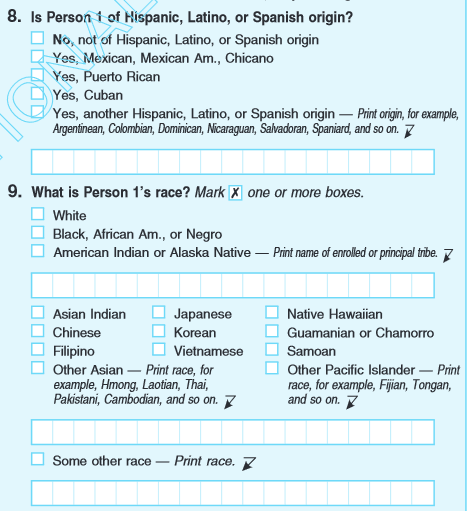 8. Is Person 1 of Hispanic, Latino, or Spanish origin?
No, not of Hispanic, Latino, or Spanish origin
Yes, Mexican, Mexican Am., Chicano
Yes, Puerto Rican
Yes, Cuban
Yes, another Hispanic, Latino, or Spanish origin — Print origin, for example,
Argentinean, Colombian, Dominican, Nicaraguan, Salvadoran, Spaniard, and so on.
9. What is Person 1's race? Mark X one or more boxes.
White
Black, African Am., or Negro
American Indian or Alaska Native — Print name of enrolled or principal tribe.
Asian Indian
Chinese
Filipino
Other Asian — Print race, for
example, Hmong, Laotian, Thai,
Pakistani, Cambodian, and so on.
Japanese
Korean
Vietnamese
Native Hawaiian
Guamanian or Chamorro
Samoan
Other Pacific Islander — Print
race, for example, Fijian, Tongan,
and so on.
Some other race — Print race.